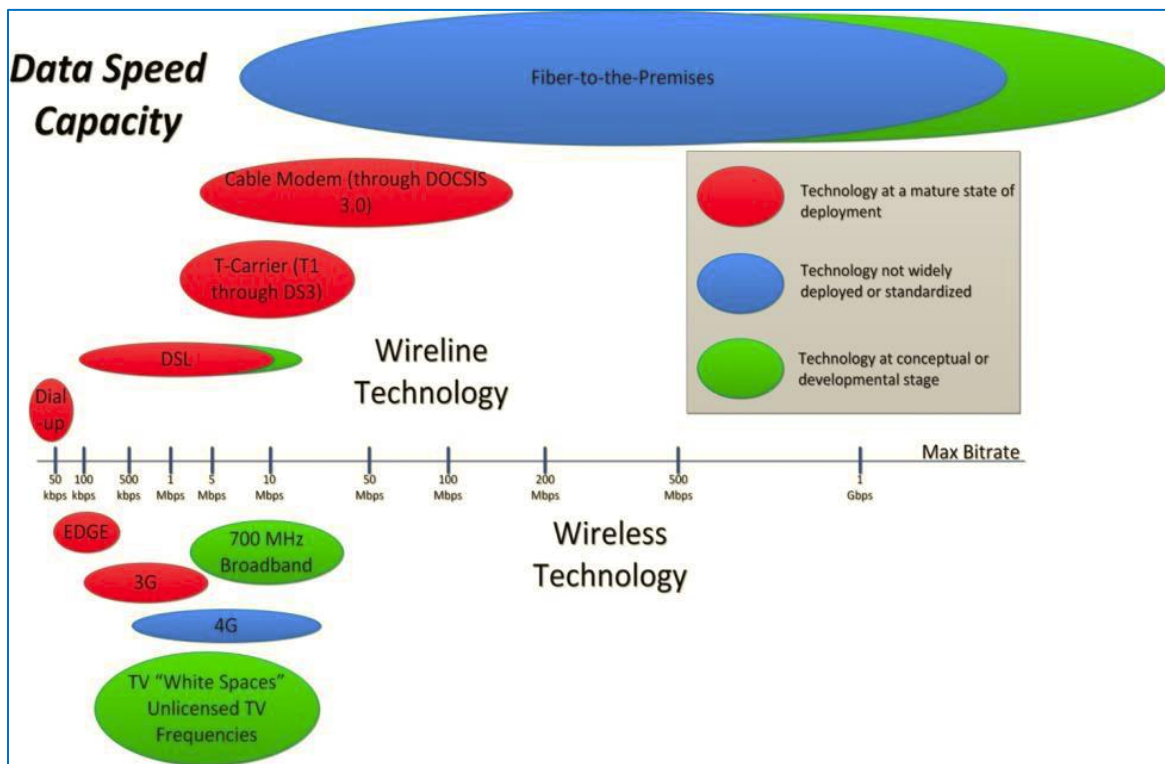 Data Speed
Capacity
Fiber-to-the-Premises
Cable Modem (through DOCSIS
3.0)
T-Carrier (T1
through DS3)
DSL
Dial
-up
Wireline
Technology
Technology at a mature state of
deployment
Technology not widely
deployed or standardized
Technology at conceptual or
developmental stage
Max Bitrate
50
kbps
100
kbps
500
kbps
1
Mbps
5
Mbps
10
Mbps
50
Mbps
100
Mbps
200
Mbps
500
Mbps
1
Gbps
EDGE
700 MHz
Broadband
3G
4G
TV “White Spaces”
Unlicensed TV
Frequencies
Wireless
Technology